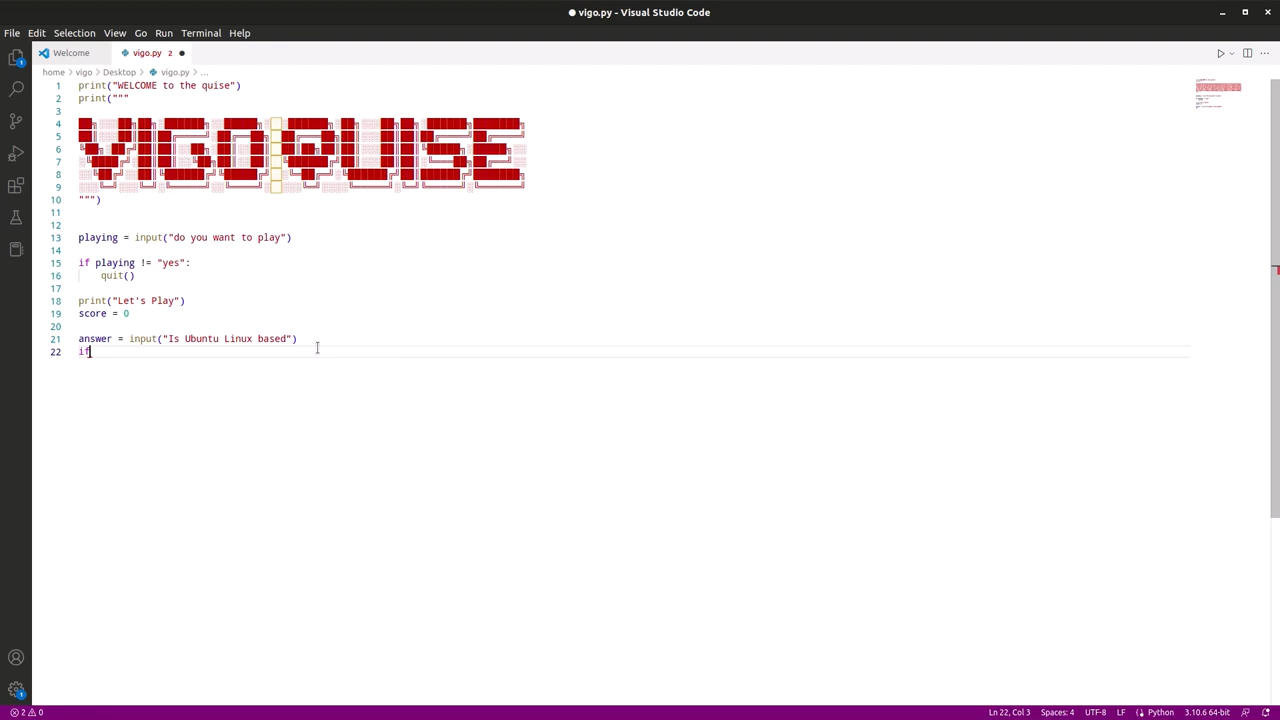 vigo.py - Visual Studio Code
File Edit Selection View Go Run Terminal Help
Welcome vigo.py 2
home > vigo > Desktop > vigo.py > ...
1 print("WELCOME to the quise")
2 print("""
3
4
5
6
7
8
9
10 """)
11
12
13 playing = input("do you want to play")
14
15 if playing != "yes":
16 quit()
17
18 print("Let's Play")
19 score = 0
20
21 answer = input("Is Ubuntu Linux based")
22 if
1
1
2 0 Ln 22, Col 3 Spaces: 4 UTF-8 LF Python 3.10.6 64-bit